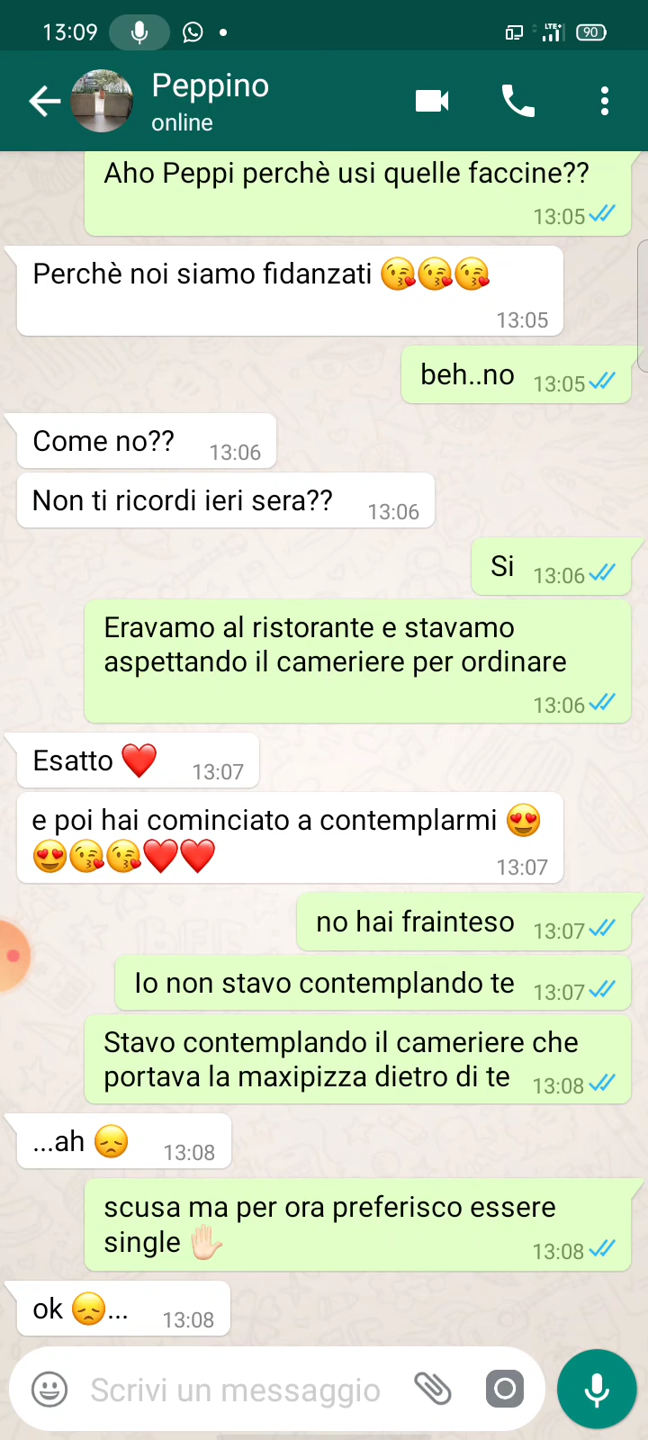 13:09
LTE+
90
Peppino
online
Aho Peppi perchè usi quelle faccine??
13:05
Perchè noi siamo fidanzati 😘😘😘
13:05
beh..no 13:05
Come no?? 13:06
Non ti ricordi ieri sera?? 13:06
Si 13:06
Eravamo al ristorante e stavamo
aspettando il cameriere per ordinare
13:06
Esatto ❤️ 13:07
e poi hai cominciato a contemplarmi 😍
😍😘😘❤️❤️ 13:07
no hai frainteso 13:07
Io non stavo contemplando te 13:07
Stavo contemplando il cameriere che
portava la maxipizza dietro di te 13:08
...ah 😞 13:08
scusa ma per ora preferisco essere
single 🖐🏻 13:08
ok 😞... 13:08
Scrivi un messaggio